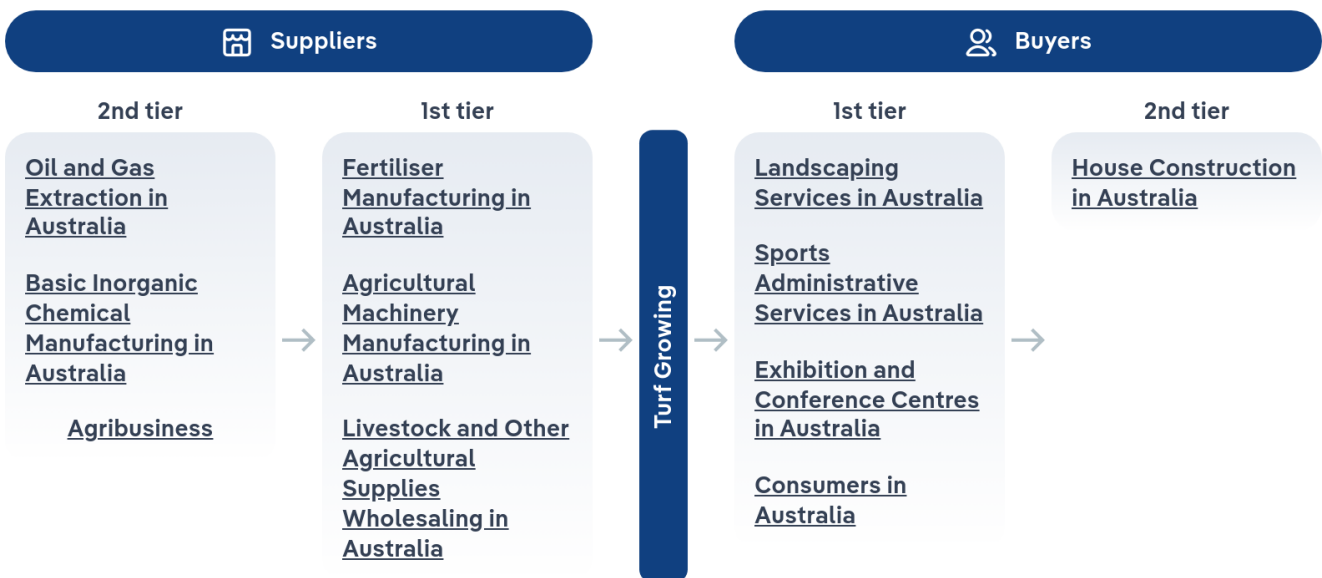 Suppliers
Buyers
2nd tier
1st tier
1st tier
2nd tier
Oil and Gas
Extraction in
Australia
Basic Inorganic
Chemical
Manufacturing in
Australia
Agribusiness
Fertiliser
Manufacturing in
Australia
Agricultural
Machinery
Manufacturing in
Australia
Livestock and Other
Agricultural
Supplies
Wholesaling in
Australia
Turf Growing
Landscaping
Services in Australia
Sports
Administrative
Services in Australia
Exhibition and
Conference Centres
in Australia
Consumers in
Australia
House Construction
in Australia